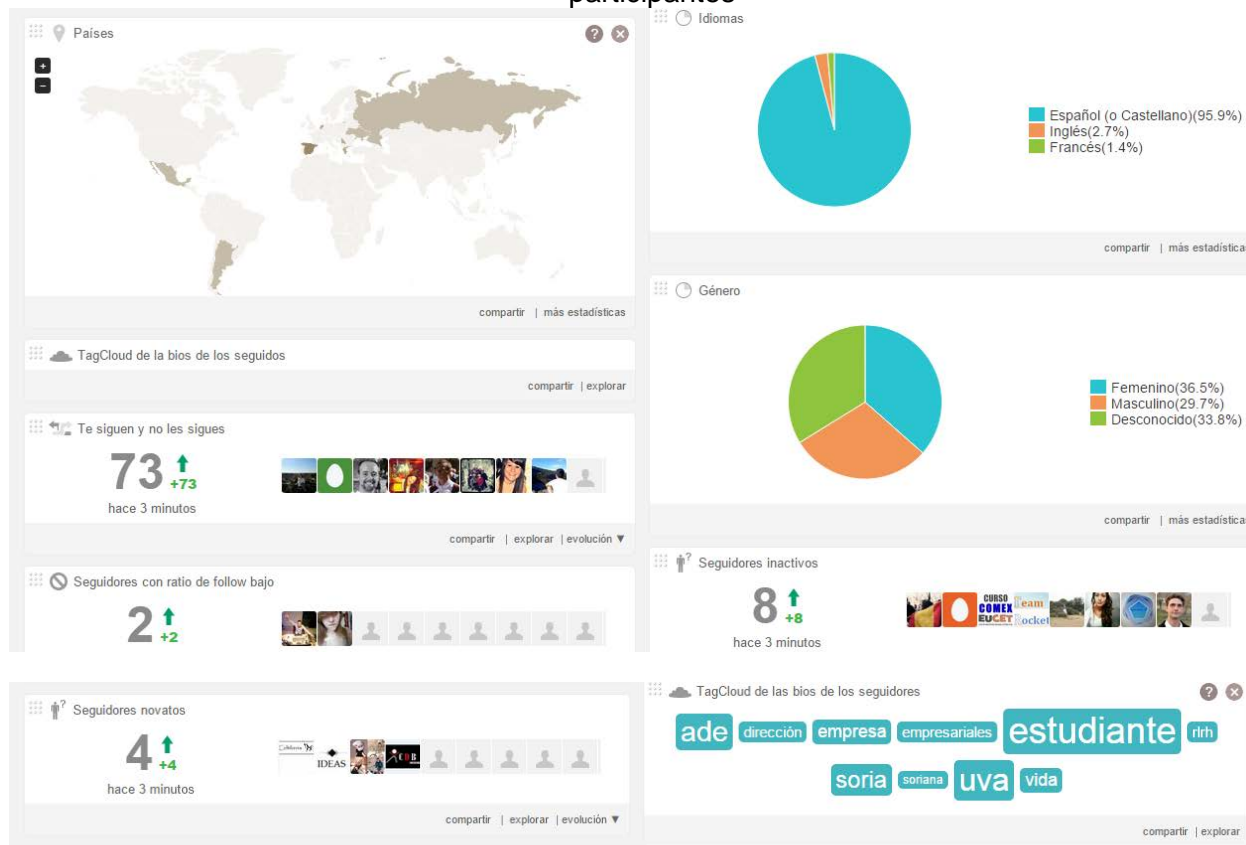 participantes
Países
?
+
−
compartir | más estadísticas
TagCloud de la bios de los seguidos
compartir | explorar
Te siguen y no les sigues
73
+73
hace 3 minutos
compartir | explorar | evolución ▼
Seguidores con ratio de follow bajo
2
+2
Idiomas
Español (o Castellano)(95.9%)
Inglés(2.7%)
Francés(1.4%)
compartir | más estadística
Género
Femenino(36.5%)
Masculino(29.7%)
Desconocido(33.8%)
compartir | más estadística
Seguidores inactivos
8
+8
CURSO
COMEX
EUCET
Team
Rocket
hace 3 minutos
Seguidores novatos
4
+4
IDEAS
hace 3 minutos
compartir | explorar | evolución ▼
TagCloud de las bios de los seguidores
?
ade dirección empresa empresariales estudiante rlrh
soria soriana uva vida
compartir | explorar